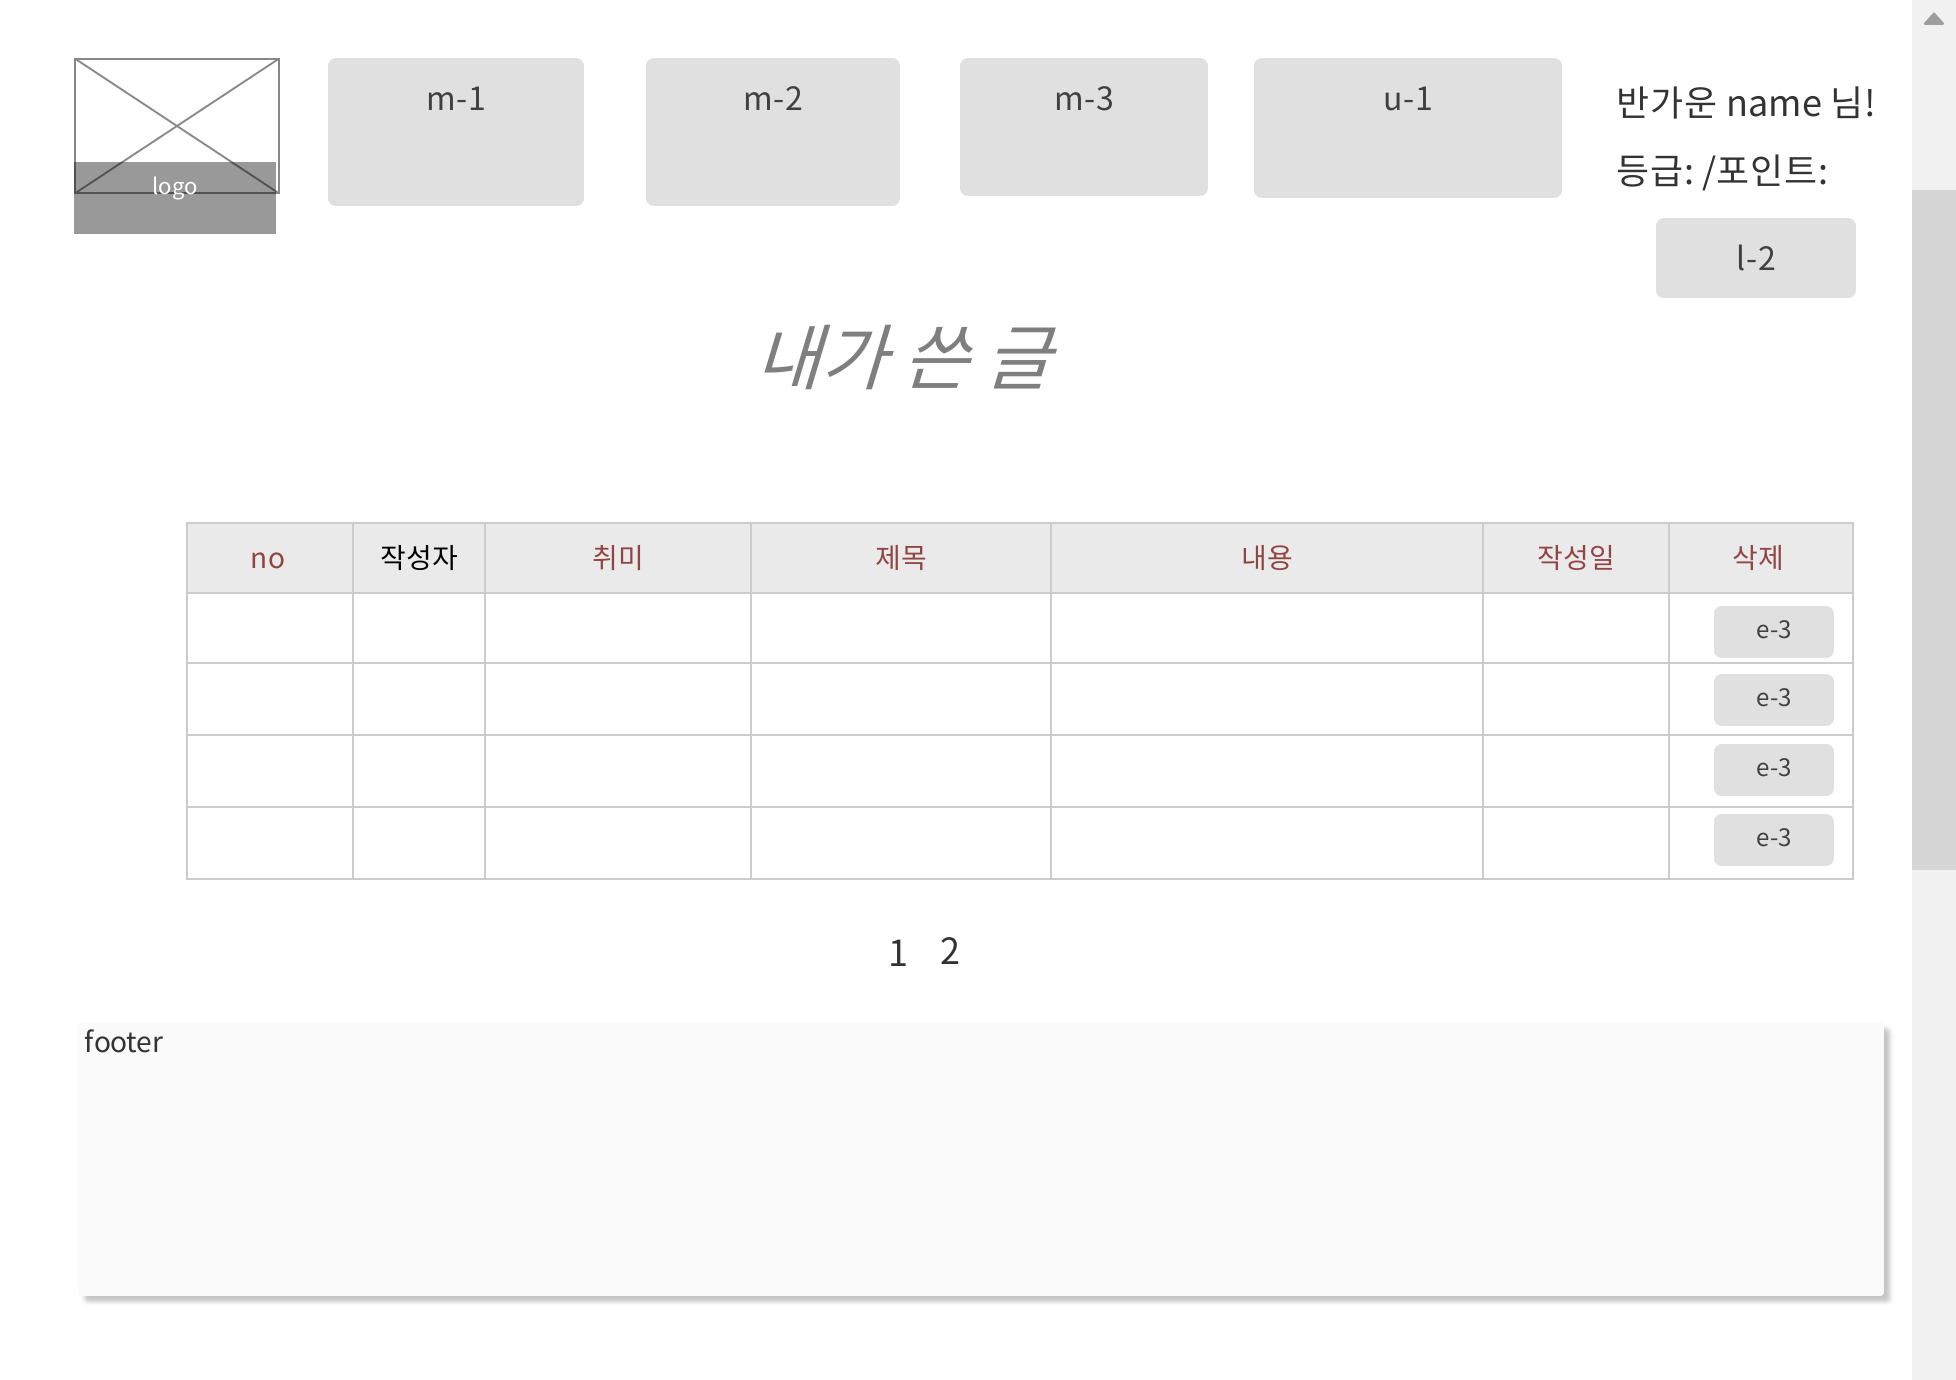 logo
m-1
m-2
m-3
u-1
반가운 name 님!
등급: /포인트:
l-2
내가 쓴 글
no 작성자 취미 제목 내용 작성일 삭제
e-3
e-3
e-3
e-3
1 2
footer